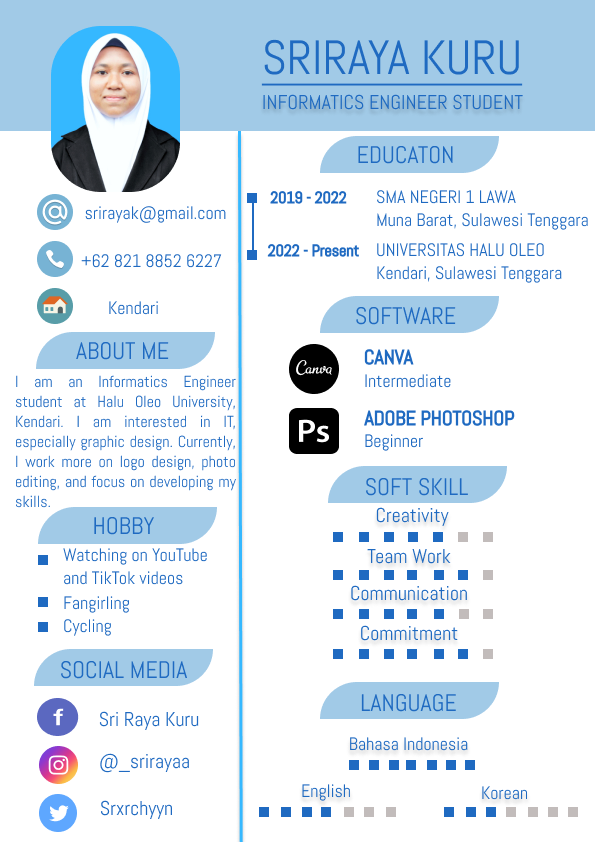 SRIRAYA KURU
INFORMATICS ENGINEER STUDENT
srirayak@gmail.com
+62 821 8852 6227
Kendari
ABOUT ME
I am an Informatics Engineer
student at Halu Oleo University,
Kendari. I am interested in IT,
especially graphic design. Currently,
I work more on logo design, photo
editing, and focus on developing my
skills.
HOBBY
Watching on YouTube
and TikTok videos
Fangirling
Cycling
SOCIAL MEDIA
f
Sri Raya Kuru
@_srirayaa
Srxrchyyn
EDUCATON
2019 - 2022
SMA NEGERI 1 LAWA
Muna Barat, Sulawesi Tenggara
2022 - Present
UNIVERSITAS HALU OLEO
Kendari, Sulawesi Tenggara
SOFTWARE
Canva
CANVA
Intermediate
Ps
ADOBE PHOTOSHOP
Beginner
SOFT SKILL
Creativity
Team Work
Communication
Commitment
LANGUAGE
Bahasa Indonesia
English
Korean